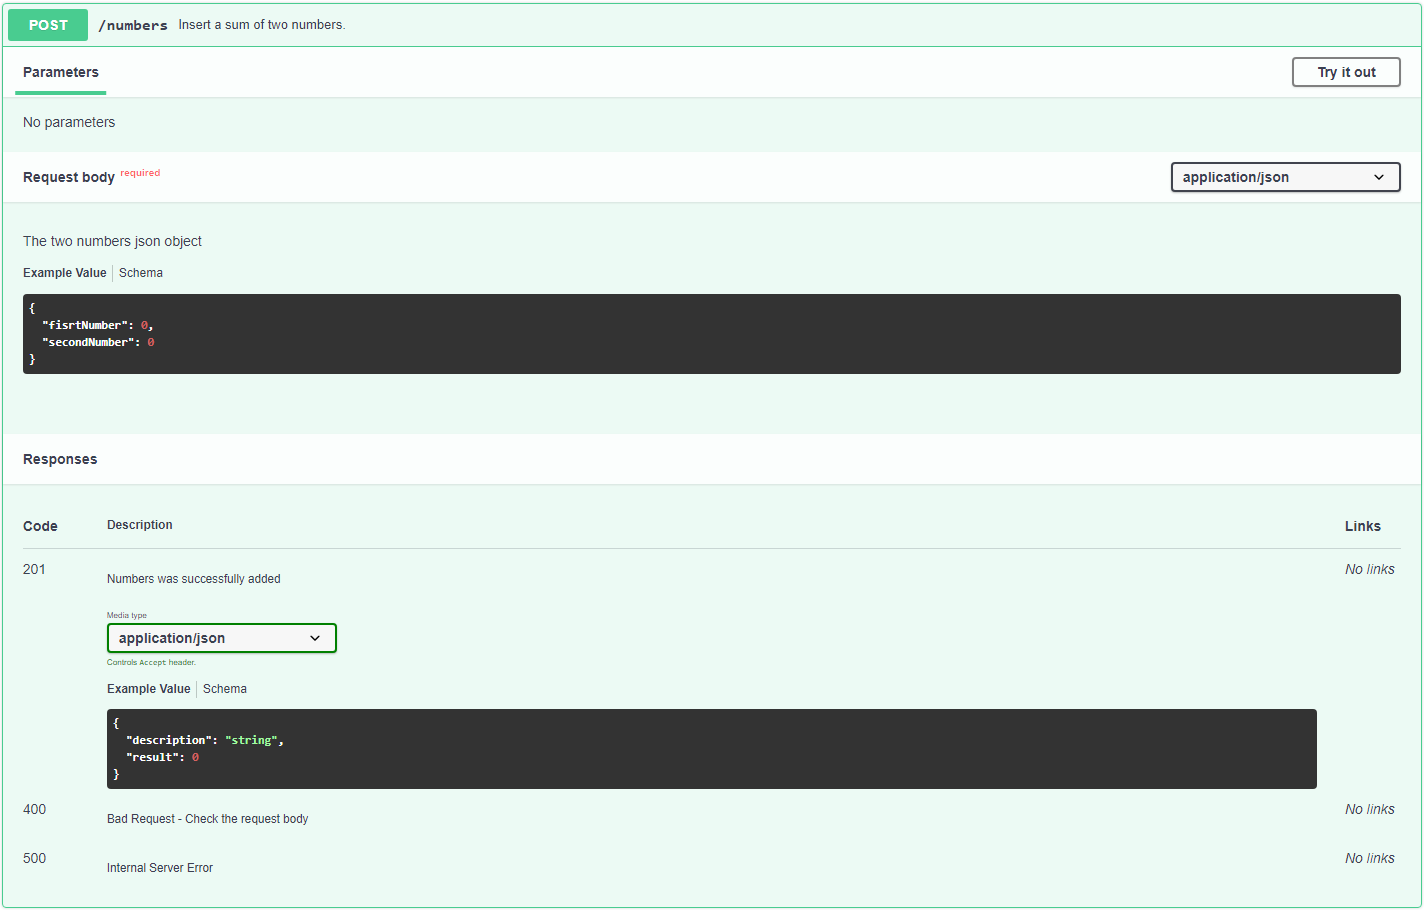 POST /numbers Insert a sum of two numbers.
Parameters Try it out
No parameters
Request body required application/json
The two numbers json object
Example Value Schema
{
"fisrtNumber": 0,
"secondNumber": 0
}
Responses
Code Description Links
201 Numbers was successfully added No links
Media type
application/json
Controls Accept header.
Example Value Schema
{
"description": "string",
"result": 0
}
400 Bad Request - Check the request body No links
500 Internal Server Error No links